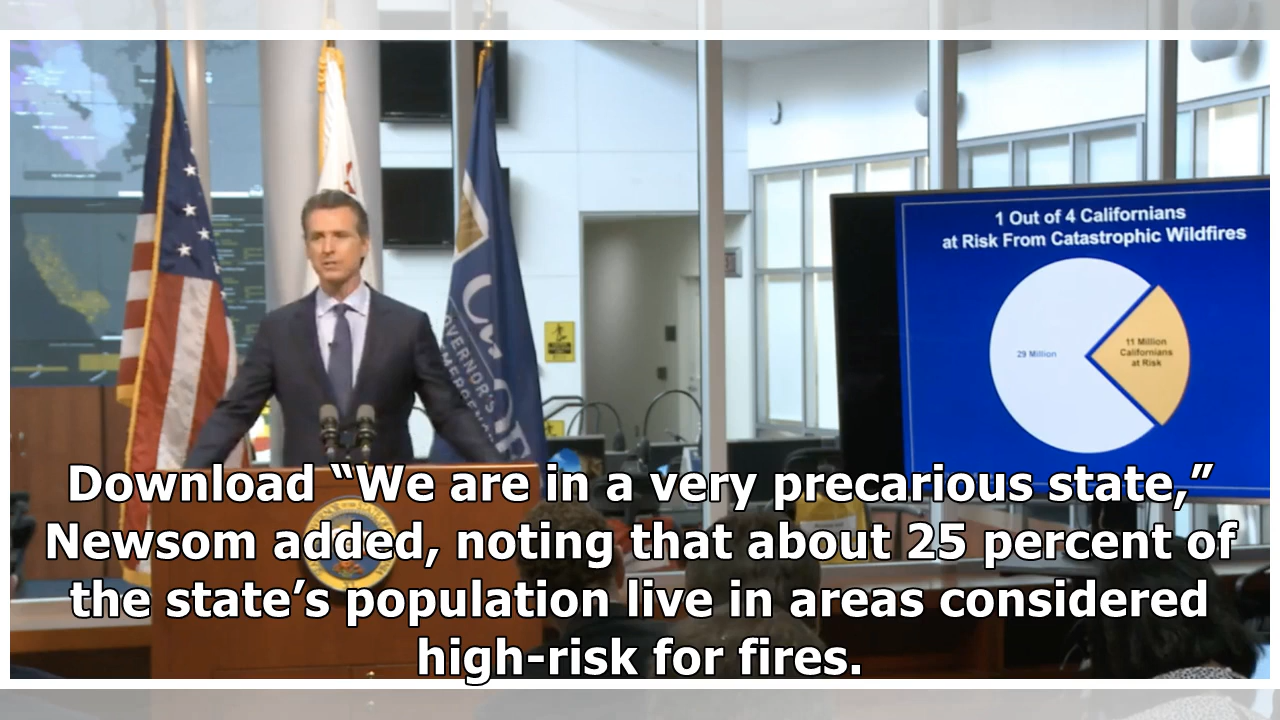 1 Out of 4 Californians
at Risk From Catastrophic Wildfires
29 Million
11 Million
Californians
at Risk
GOVERNOR'S
Download “We are in a very precarious state,”
Newsom added, noting that about 25 percent of
the state’s population live in areas considered
high-risk for fires.